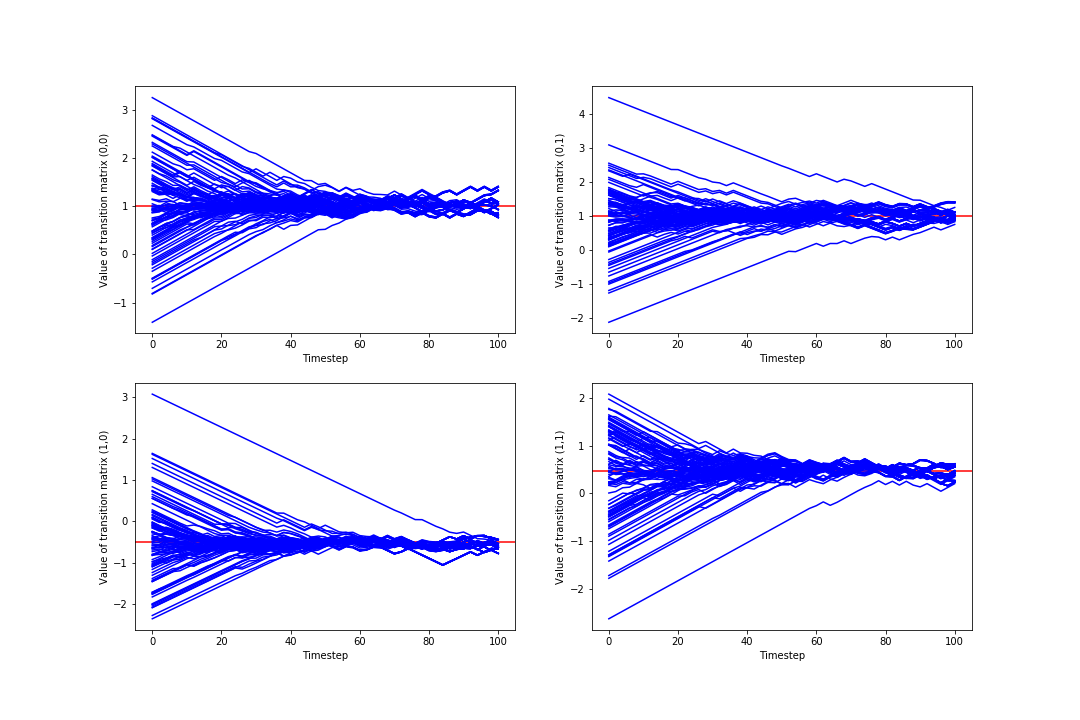 Value of transition matrix (0,0)
3
2
1
0
−1
0 20 40 60 80 100
Timestep
Value of transition matrix (0,1)
4
3
2
1
0
−1
−2
0 20 40 60 80 100
Timestep
Value of transition matrix (1,0)
3
2
1
0
−1
−2
0 20 40 60 80 100
Timestep
Value of transition matrix (1,1)
2
1
0
−1
−2
0 20 40 60 80 100
Timestep